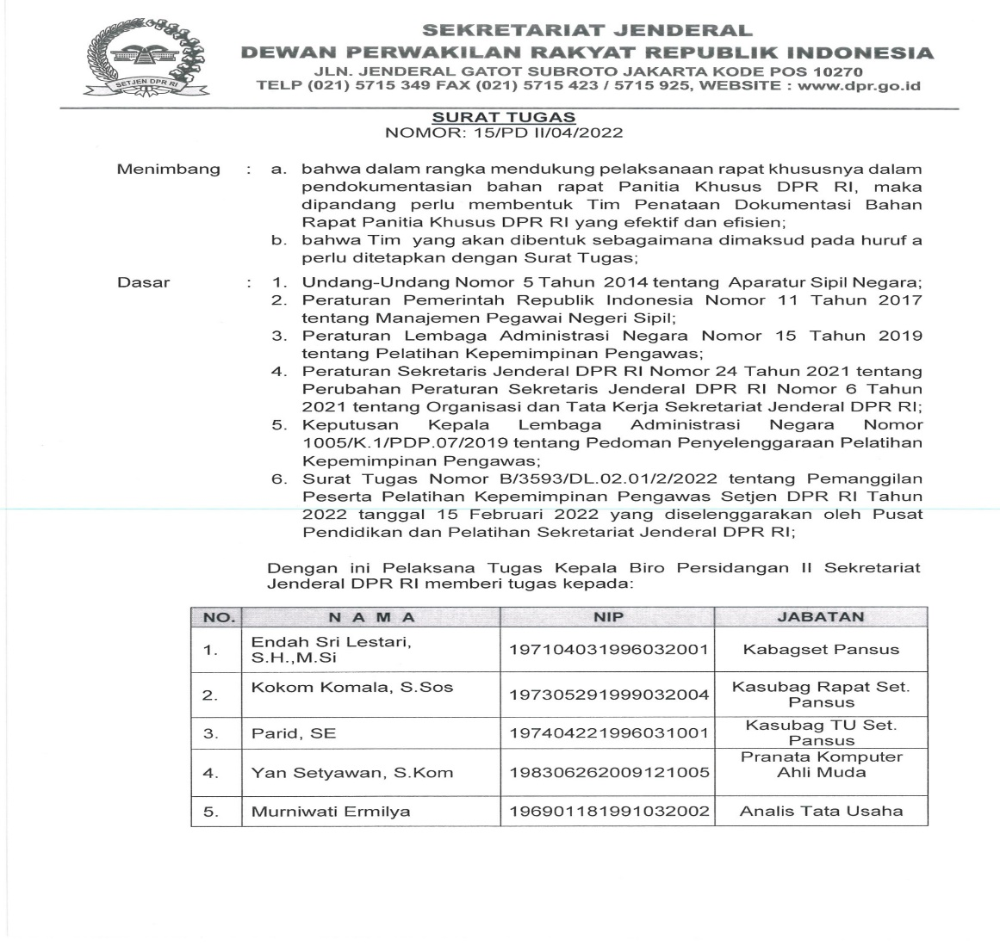 SEKRETARIAT JENDERAL
DEWAN PERWAKILAN RAKYAT REPUBLIK INDONESIA
JLN. JENDERAL GATOT SUBROTO JAKARTA KODE POS 10270
TELP (021) 5715 349 FAX (021) 5715 423 / 5715 925, WEBSITE : www.dpr.go.id
SETJEN DPR RI
SURAT TUGAS
NOMOR: 15/PD II/04/2022
Menimbang : a. bahwa dalam rangka mendukung pelaksanaan rapat khususnya dalam
pendokumentasian bahan rapat Panitia Khusus DPR RI, maka
dipandang perlu membentuk Tim Penataan Dokumentasi Bahan
Rapat Panitia Khusus DPR RI yang efektif dan efisien;
b. bahwa Tim yang akan dibentuk sebagaimana dimaksud pada huruf a
perlu ditetapkan dengan Surat Tugas;
Dasar : 1. Undang-Undang Nomor 5 Tahun 2014 tentang Aparatur Sipil Negara;
2. Peraturan Pemerintah Republik Indonesia Nomor 11 Tahun 2017
tentang Manajemen Pegawai Negeri Sipil;
3. Peraturan Lembaga Administrasi Negara Nomor 15 Tahun 2019
tentang Pelatihan Kepemimpinan Pengawas;
4. Peraturan Sekretaris Jenderal DPR RI Nomor 24 Tahun 2021 tentang
Perubahan Peraturan Sekretaris Jenderal DPR RI Nomor 6 Tahun
2021 tentang Organisasi dan Tata Kerja Sekretariat Jenderal DPR RI;
5. Keputusan Kepala Lembaga Administrasi Negara Nomor
1005/K.1/PDP.07/2019 tentang Pedoman Penyelenggaraan Pelatihan
Kepemimpinan Pengawas;
6. Surat Tugas Nomor B/3593/DL.02.01/2/2022 tentang Pemanggilan
Peserta Pelatihan Kepemimpinan Pengawas Setjen DPR RI Tahun
2022 tanggal 15 Februari 2022 yang diselenggarakan oleh Pusat
Pendidikan dan Pelatihan Sekretariat Jenderal DPR RI;
Dengan ini Pelaksana Tugas Kepala Biro Persidangan II Sekretariat
Jenderal DPR RI memberi tugas kepada:
NO. N A M A NIP JABATAN
1. Endah Sri Lestari,
S.H.,M.Si 197104031996032001 Kabagset Pansus
2. Kokom Komala, S.Sos 197305291999032004 Kasubag Rapat Set.
Pansus
3. Parid, SE 197404221996031001 Kasubag TU Set.
Pansus
4. Yan Setyawan, S.Kom 198306262009121005 Pranata Komputer
Ahli Muda
5. Murniwati Ermilya 196901181991032002 Analis Tata Usaha